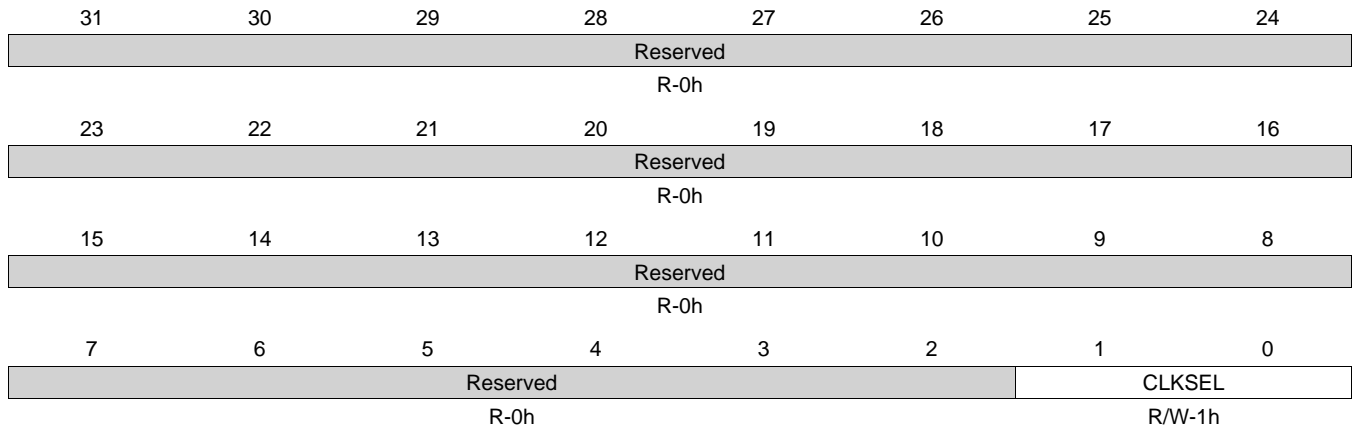 31 30 29 28 27 26 25 24
Reserved
R-0h
23 22 21 20 19 18 17 16
Reserved
R-0h
15 14 13 12 11 10 9 8
Reserved
R-0h
7 6 5 4 3 2 1 0
Reserved CLKSEL
R-0h R/W-1h